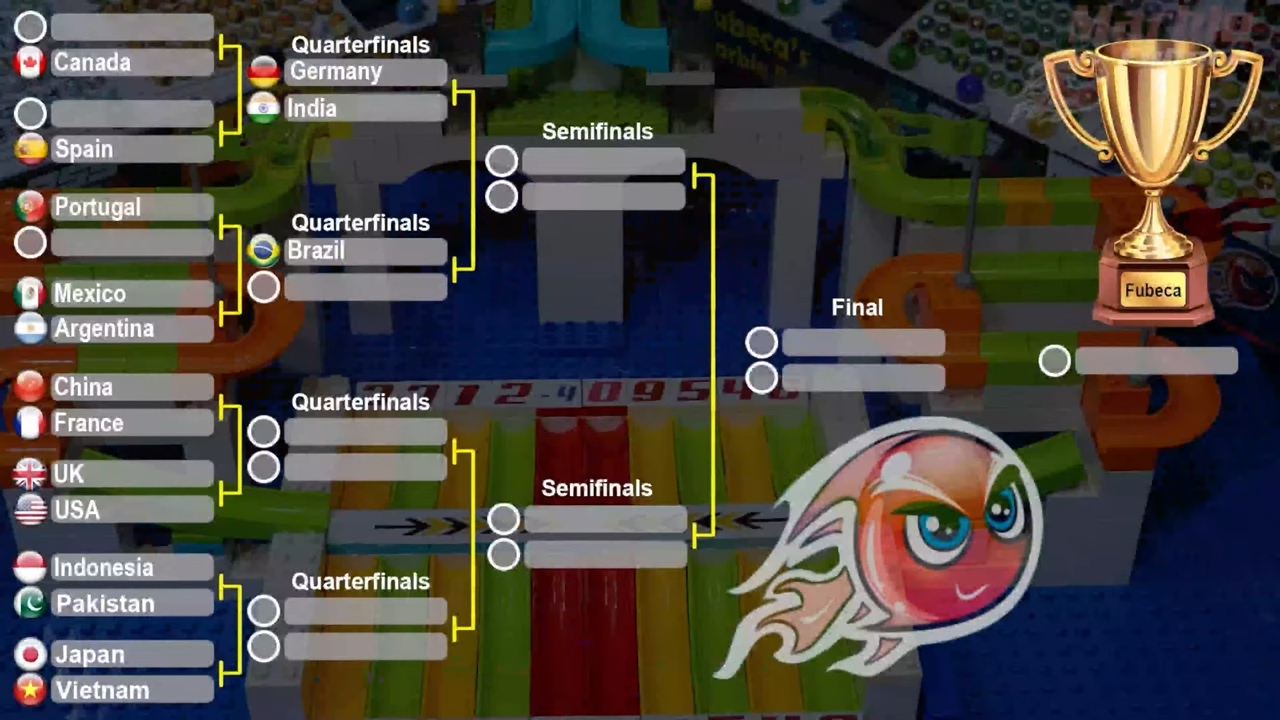 Canada
Spain
Portugal
Mexico
Argentina
China
France
UK
USA
Indonesia
Pakistan
Japan
Vietnam
Quarterfinals
Germany
India
Quarterfinals
Brazil
Quarterfinals
Quarterfinals
Semifinals
Semifinals
Final
Fubeca
ubeca's